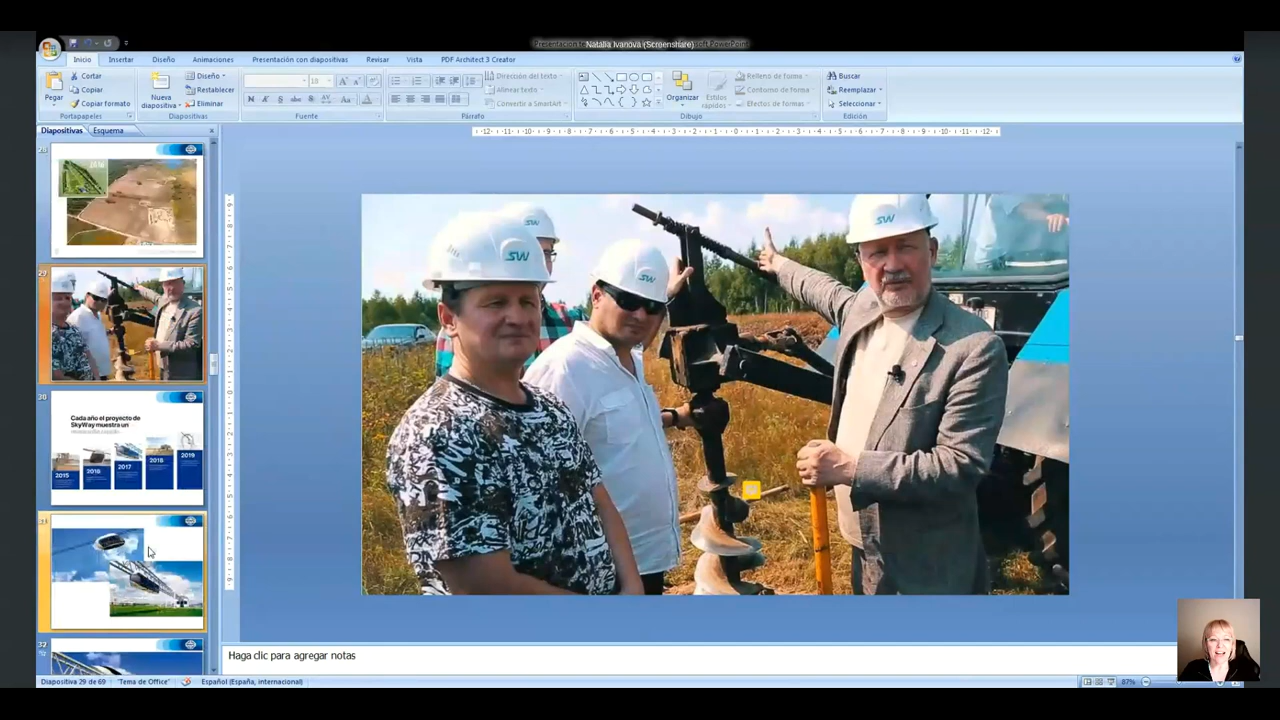 Natalia Ivanova (Screenshare)
Inicio Insertar Diseño Animaciones Presentación con diapositivas Revisar Vista PDF Architect 3 Creator
Pegar
Cortar
Copiar
Copiar formato
Portapapeles
Nueva diapositiva
Diseño
Restablecer
Eliminar
Diapositivas
18
N K S abc
Fuente
Párrafo
Dirección del texto
Alinear texto
Convertir a SmartArt
Organizar
Estilos rápidos
Relleno de forma
Contorno de forma
Efectos de formas
Dibujo
Buscar
Reemplazar
Seleccionar
Edición
Diapositivas Esquema
28
29
30
Cada año el proyecto de
SkyWay muestra un
2015 2016 2017 2018 2019
31
32
SW
SW
SW
SW
Haga clic para agregar notas
Diapositiva 29 de 69 "Tema de Office" Español (España, internacional) 87%